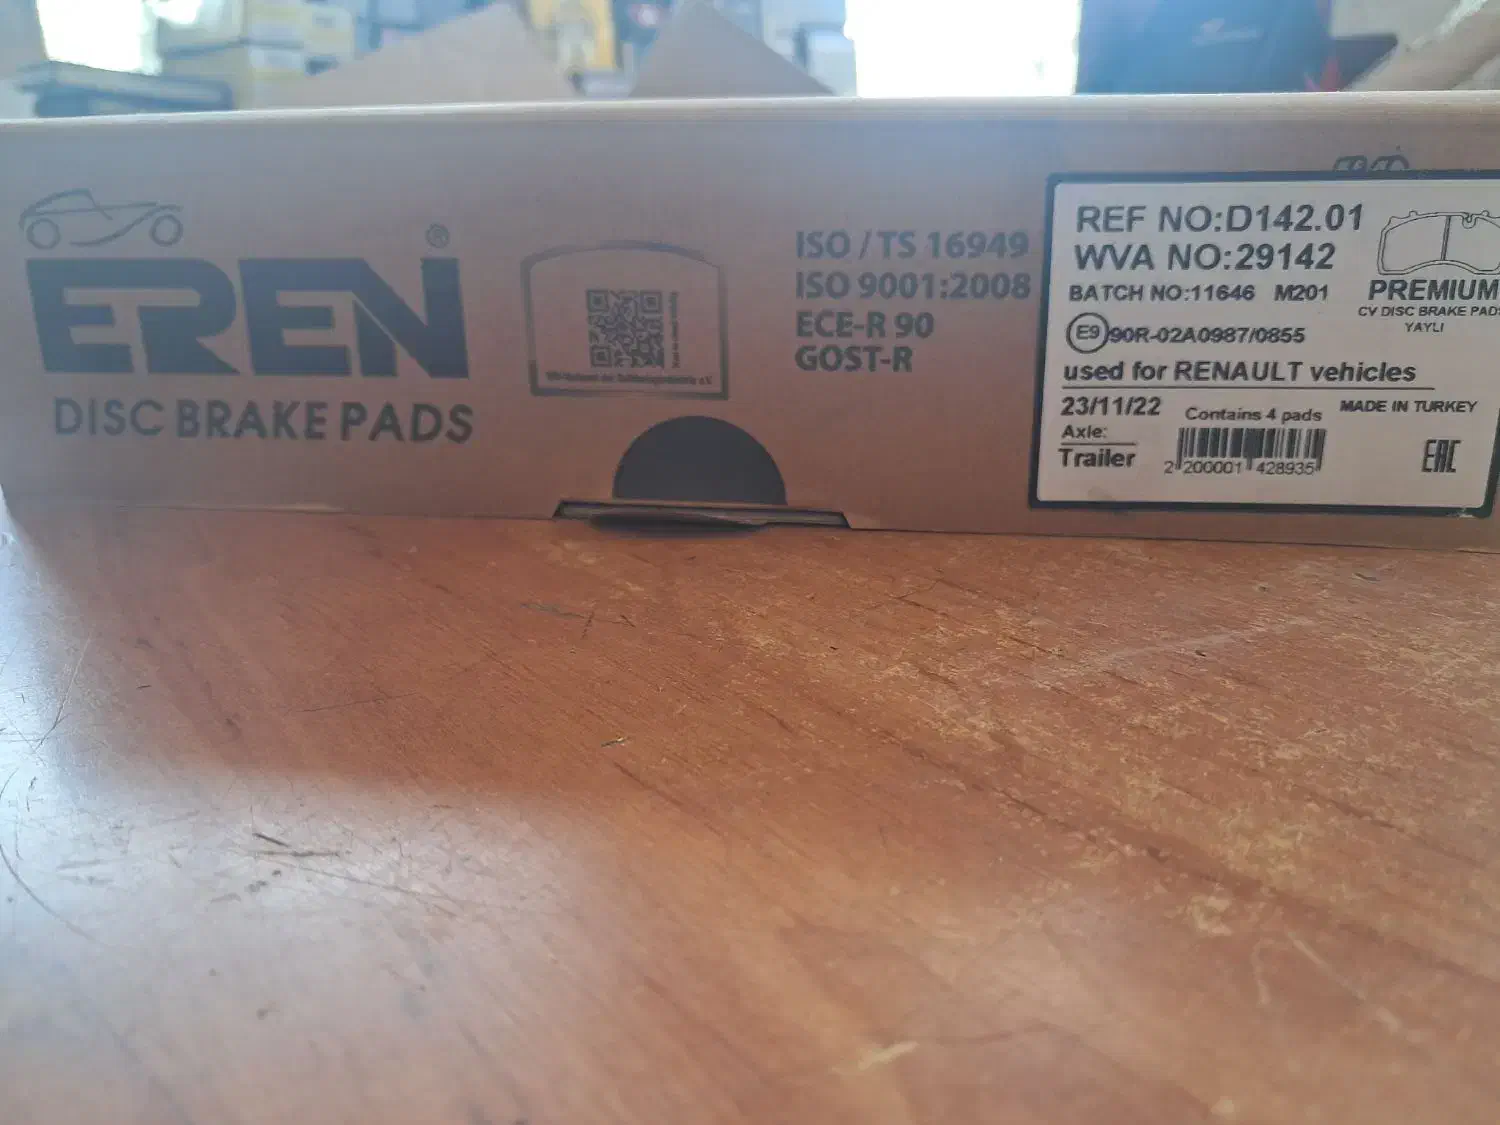 EREN®
DISC BRAKE PADS
ISO / TS 16949
ISO 9001:2008
ECE-R 90
GOST-R
REF NO:D142.01
WVA NO:29142
BATCH NO:11646 M201
PREMIUM
CV DISC BRAKE PADS
YAYLI
E9 90R-02A0987/0855
used for RENAULT vehicles
23/11/22 Contains 4 pads MADE IN TURKEY
Axle:
Trailer
2 200001 428935
EAC